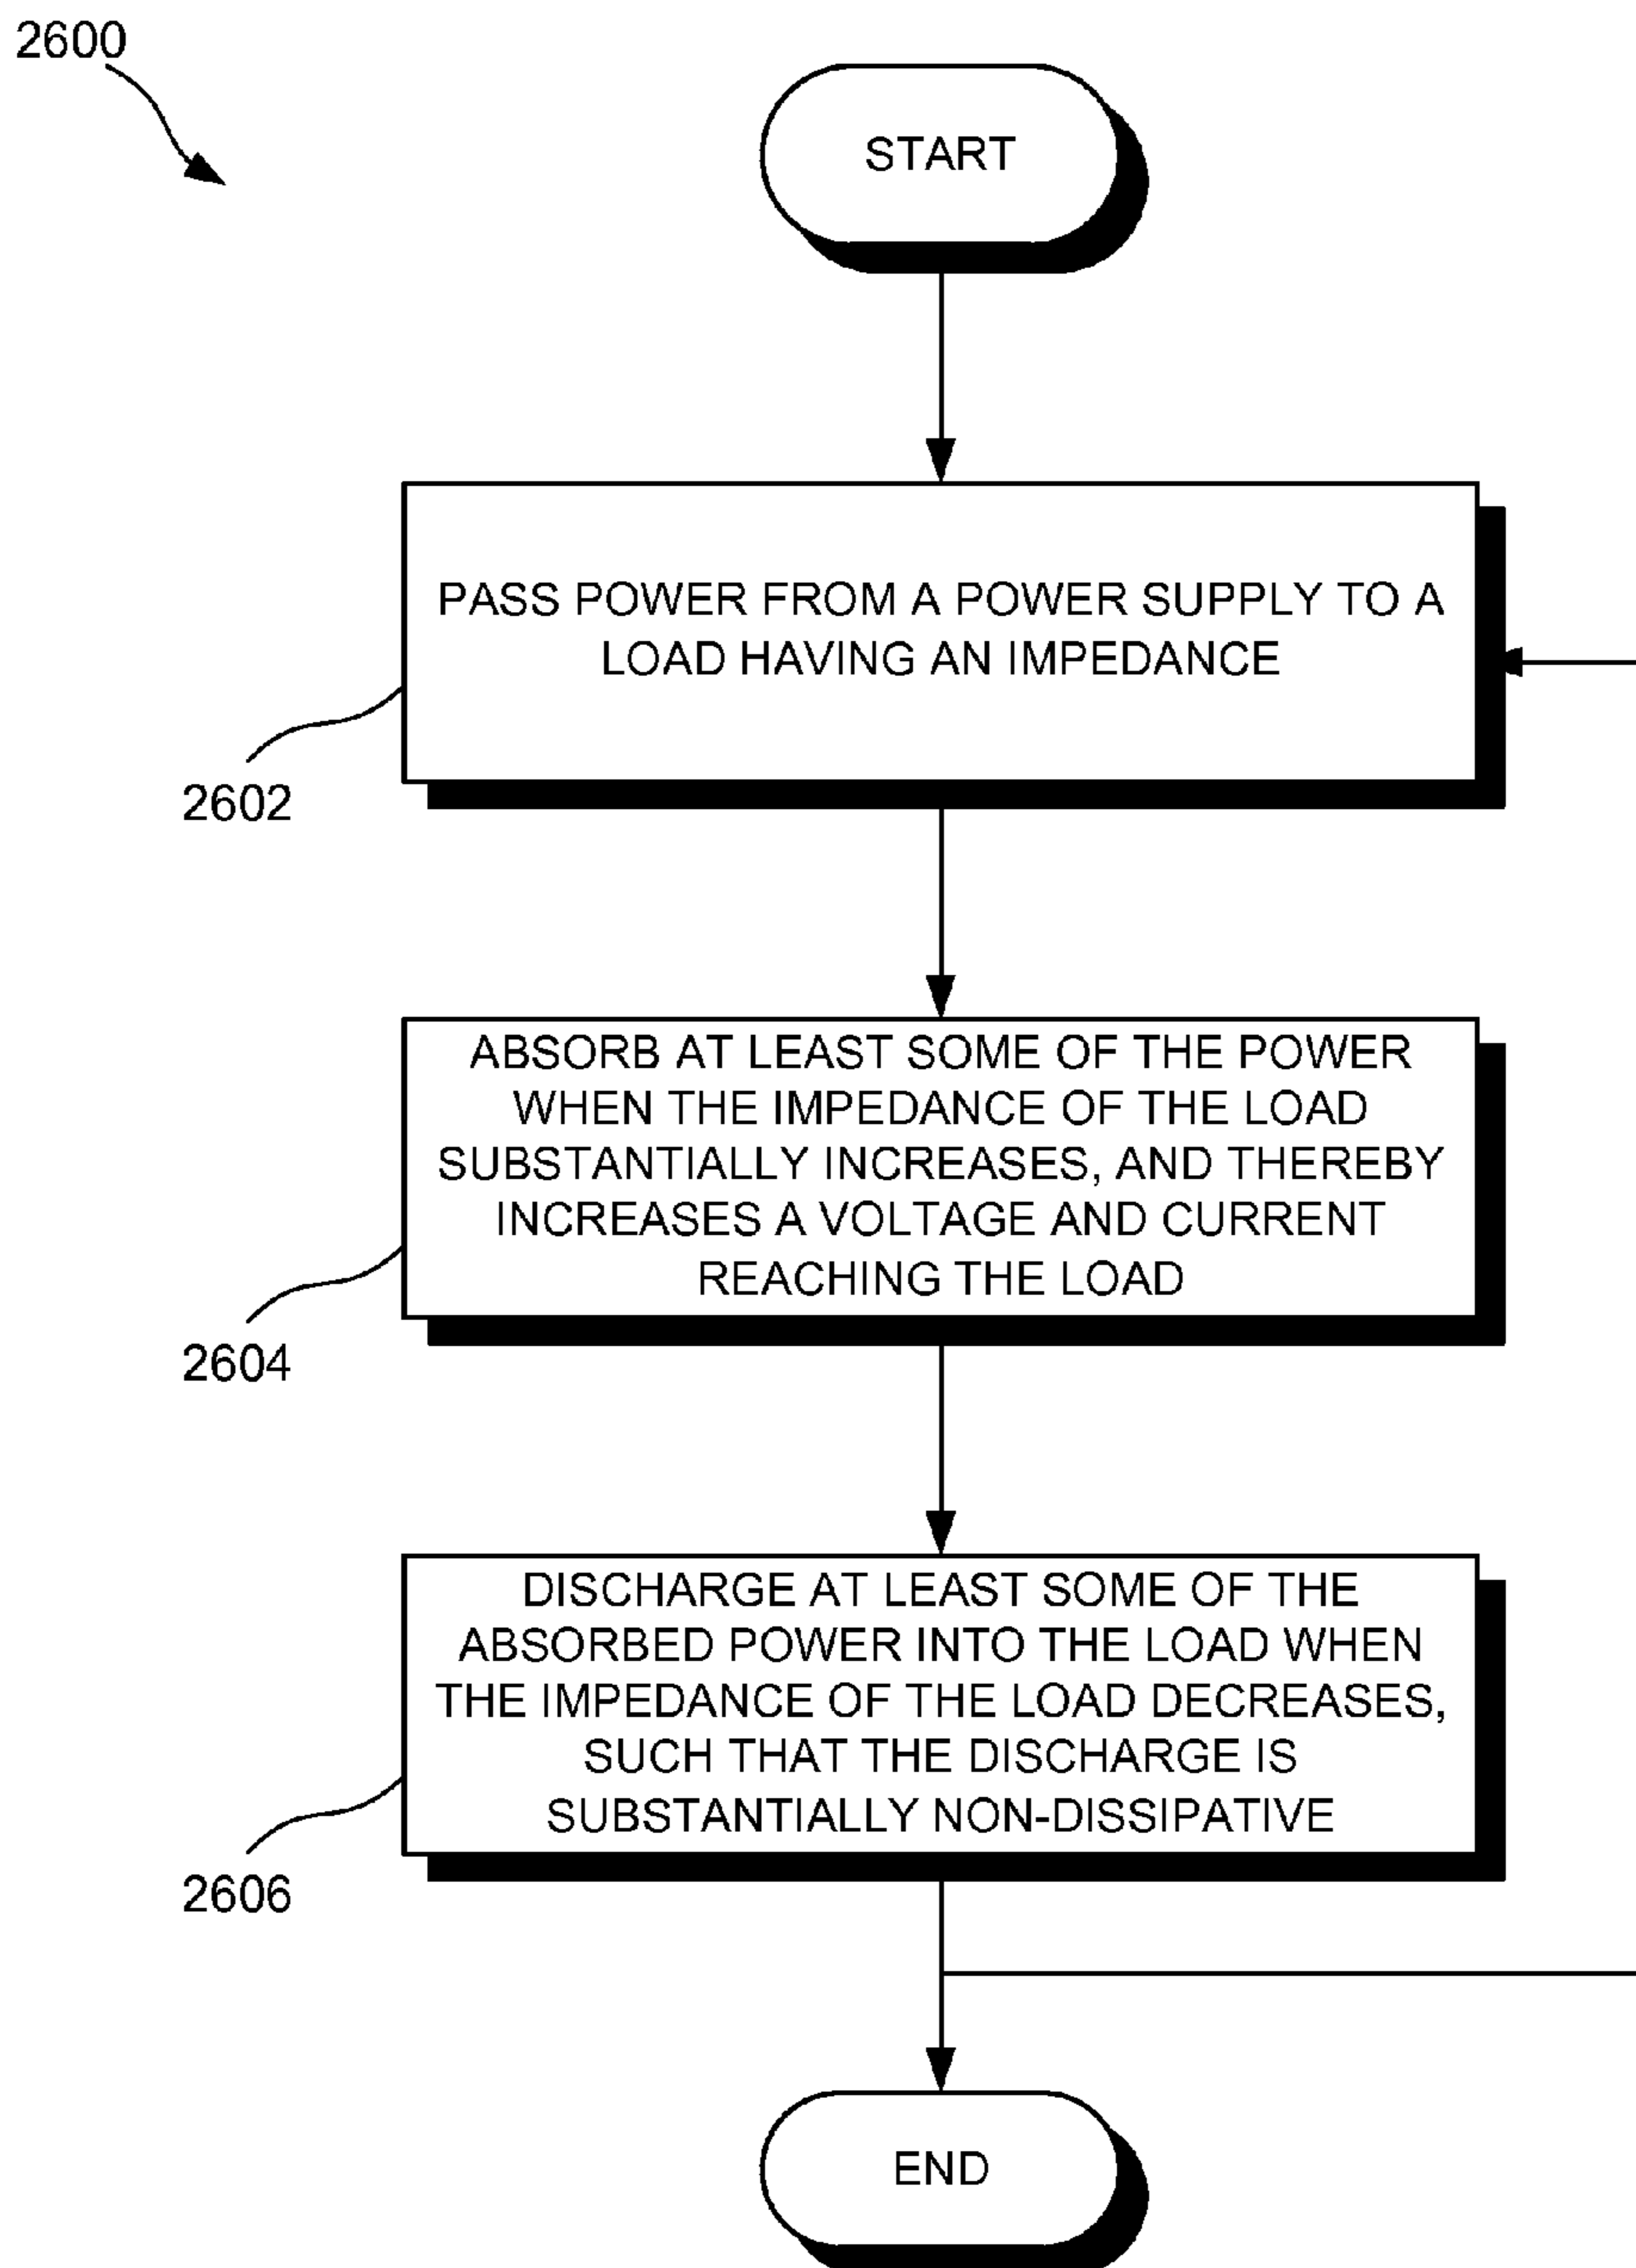 2600
START
PASS POWER FROM A POWER SUPPLY TO A
LOAD HAVING AN IMPEDANCE
2602
ABSORB AT LEAST SOME OF THE POWER
WHEN THE IMPEDANCE OF THE LOAD
SUBSTANTIALLY INCREASES, AND THEREBY
INCREASES A VOLTAGE AND CURRENT
REACHING THE LOAD
2604
DISCHARGE AT LEAST SOME OF THE
ABSORBED POWER INTO THE LOAD WHEN
THE IMPEDANCE OF THE LOAD DECREASES,
SUCH THAT THE DISCHARGE IS
SUBSTANTIALLY NON-DISSIPATIVE
2606
END